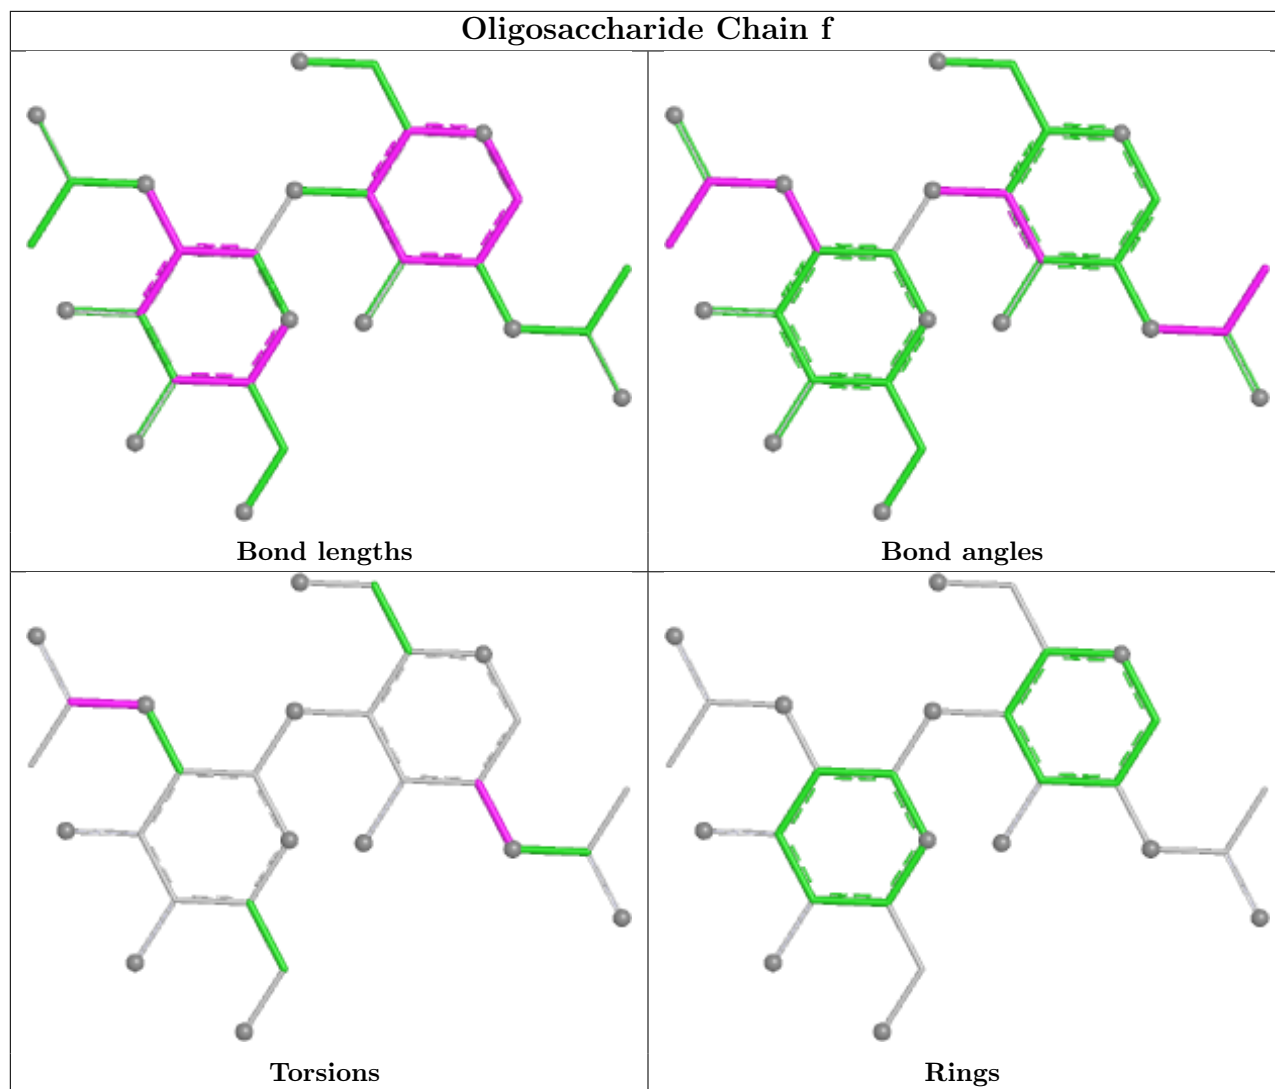 Oligosaccharide Chain f
Bond lengths
Bond angles
Torsions
Rings